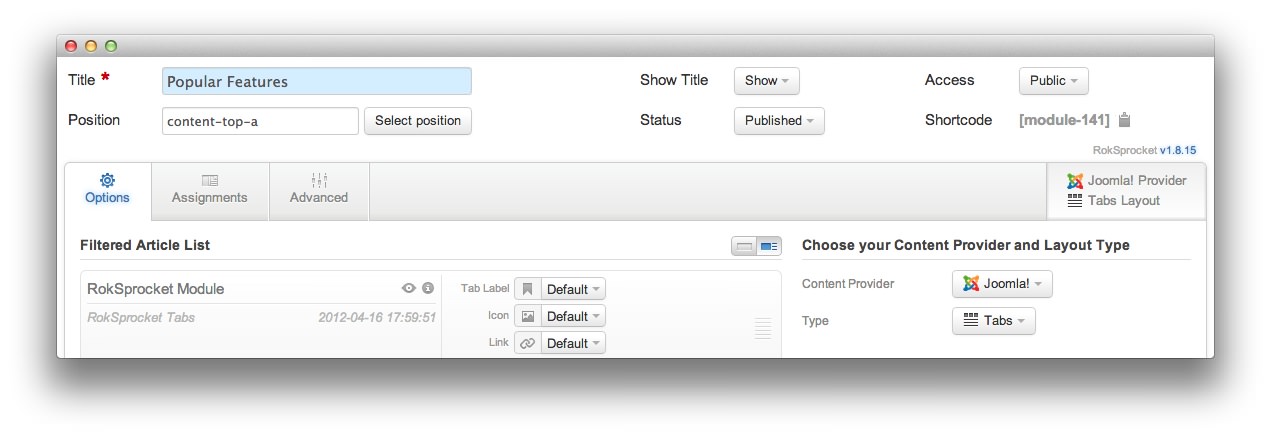 Title * Popular Features Show Title Show Access Public
Position content-top-a Select position Status Published Shortcode [module-141]
RokSprocket v1.8.15
Options Assignments Advanced
Joomla! Provider
Tabs Layout
Filtered Article List
RokSprocket Module
RokSprocket Tabs 2012-04-16 17:59:51
Tab Label Default
Icon Default
Link Default
Choose your Content Provider and Layout Type
Content Provider Joomla!
Type Tabs